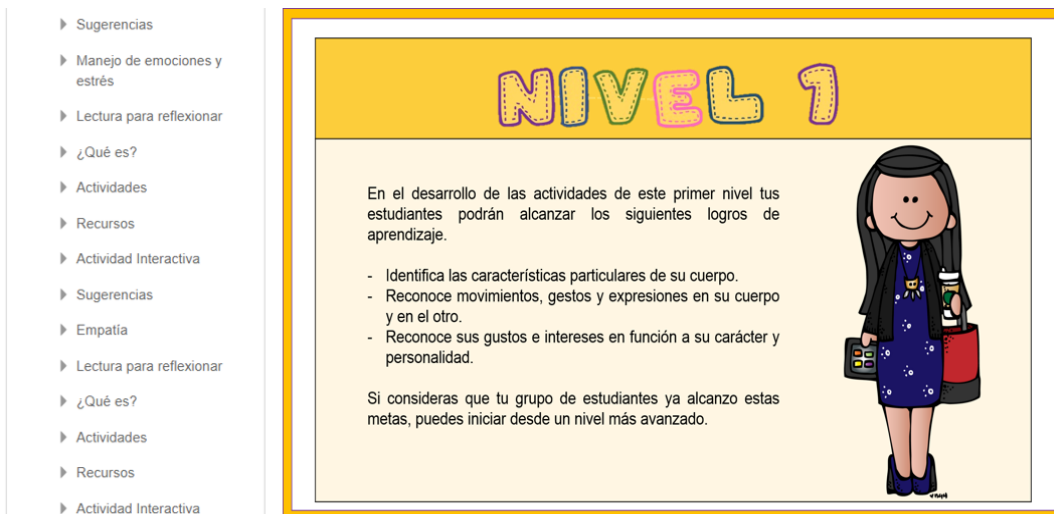 Sugerencias
Manejo de emociones y
estrés
Lectura para reflexionar
¿Qué es?
Actividades
Recursos
Actividad Interactiva
Sugerencias
Empatía
Lectura para reflexionar
¿Qué es?
Actividades
Recursos
Actividad Interactiva
NIVEL 1
En el desarrollo de las actividades de este primer nivel tus
estudiantes podrán alcanzar los siguientes logros de
aprendizaje.
- Identifica las características particulares de su cuerpo.
- Reconoce movimientos, gestos y expresiones en su cuerpo
y en el otro.
- Reconoce sus gustos e intereses en función a su carácter y
personalidad.
Si consideras que tu grupo de estudiantes ya alcanzo estas
metas, puedes iniciar desde un nivel más avanzado.